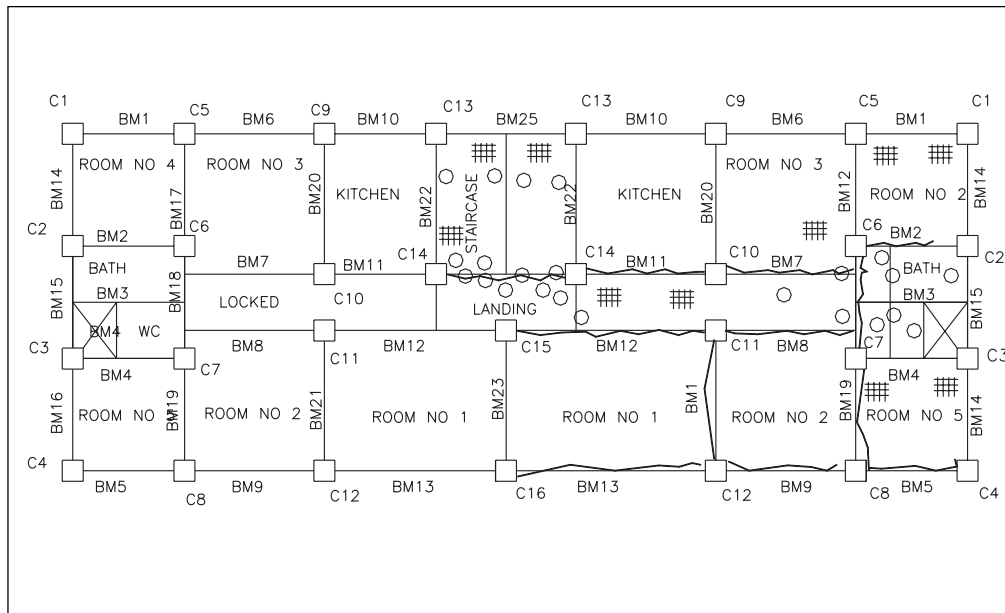 C1 C5 C9 C13 C13 C9 C5 C1
BM1 BM6 BM10 BM25 BM10 BM6 BM1
ROOM NO 4 ROOM NO 3 ROOM NO 3
BM14 BM17 BM20 KITCHEN BM22 STAIRCASE BM22 KITCHEN BM20 BM12 ROOM NO 2 BM14
C2 C6 C6 C2
BM2 BM2
BATH BM7 BM11 C14 C14 BM11 C10 BM7 BATH
BM15 BM18 LOCKED C10 LANDING BM15
BM3 BM3
BM4 WC
C3 BM8 C11 BM12 C15 BM12 C11 BM8 C7 C3
BM4 C7 BM4
BM16 ROOM NO 5 BM19 ROOM NO 2 BM21 ROOM NO 1 BM23 ROOM NO 1 BM1 ROOM NO 2 BM19 ROOM NO 5 BM14
C4 C4
BM5 C8 BM9 C12 BM13 C16 BM13 C12 BM9 C8 BM5